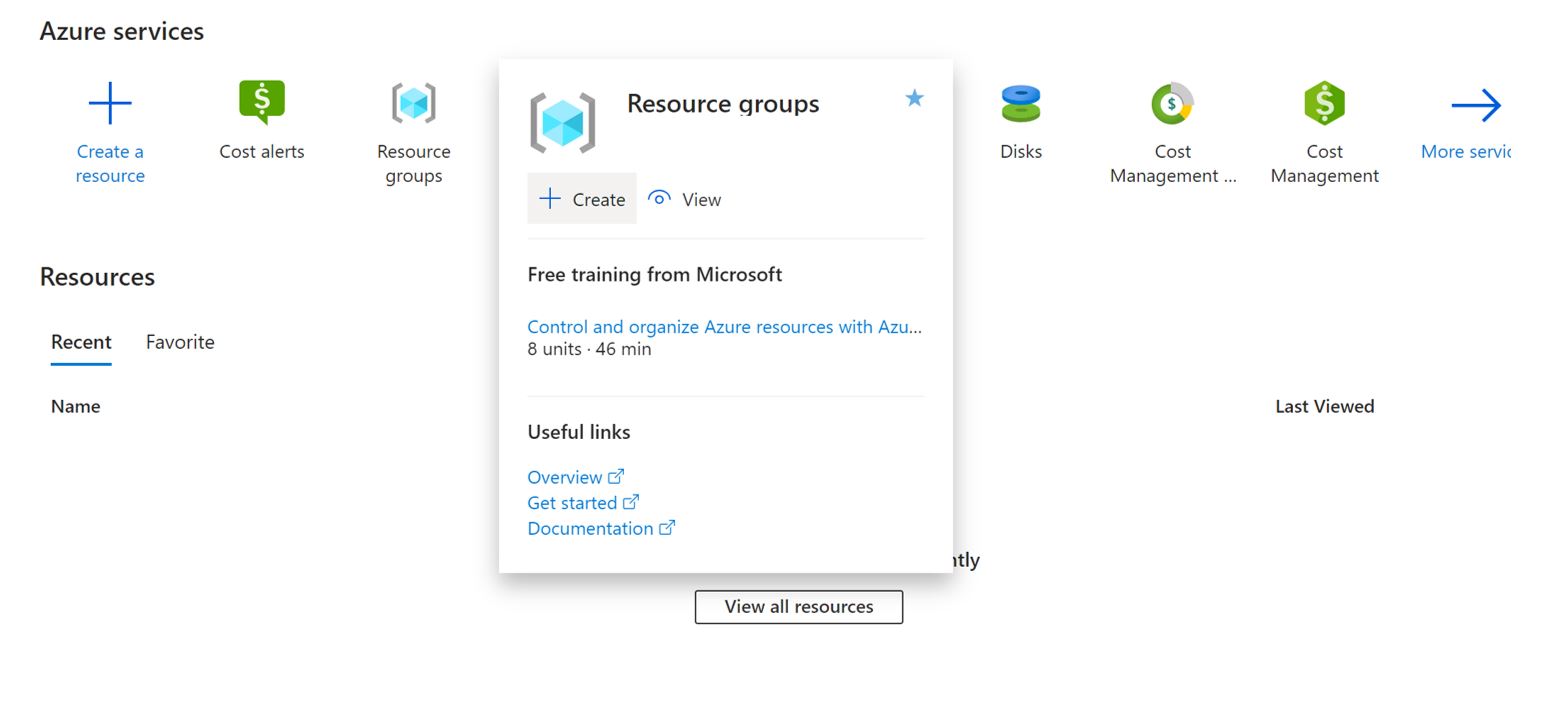 Azure services
Create a
resource
Cost alerts
Resource
groups
Resource groups
Create
View
Free training from Microsoft
Control and organize Azure resources with Azu...
8 units · 46 min
Useful links
Overview
Get started
Documentation
Disks
Cost
Management ...
Cost
Management
More servic
Resources
Recent
Favorite
Name
Last Viewed
ntly
View all resources